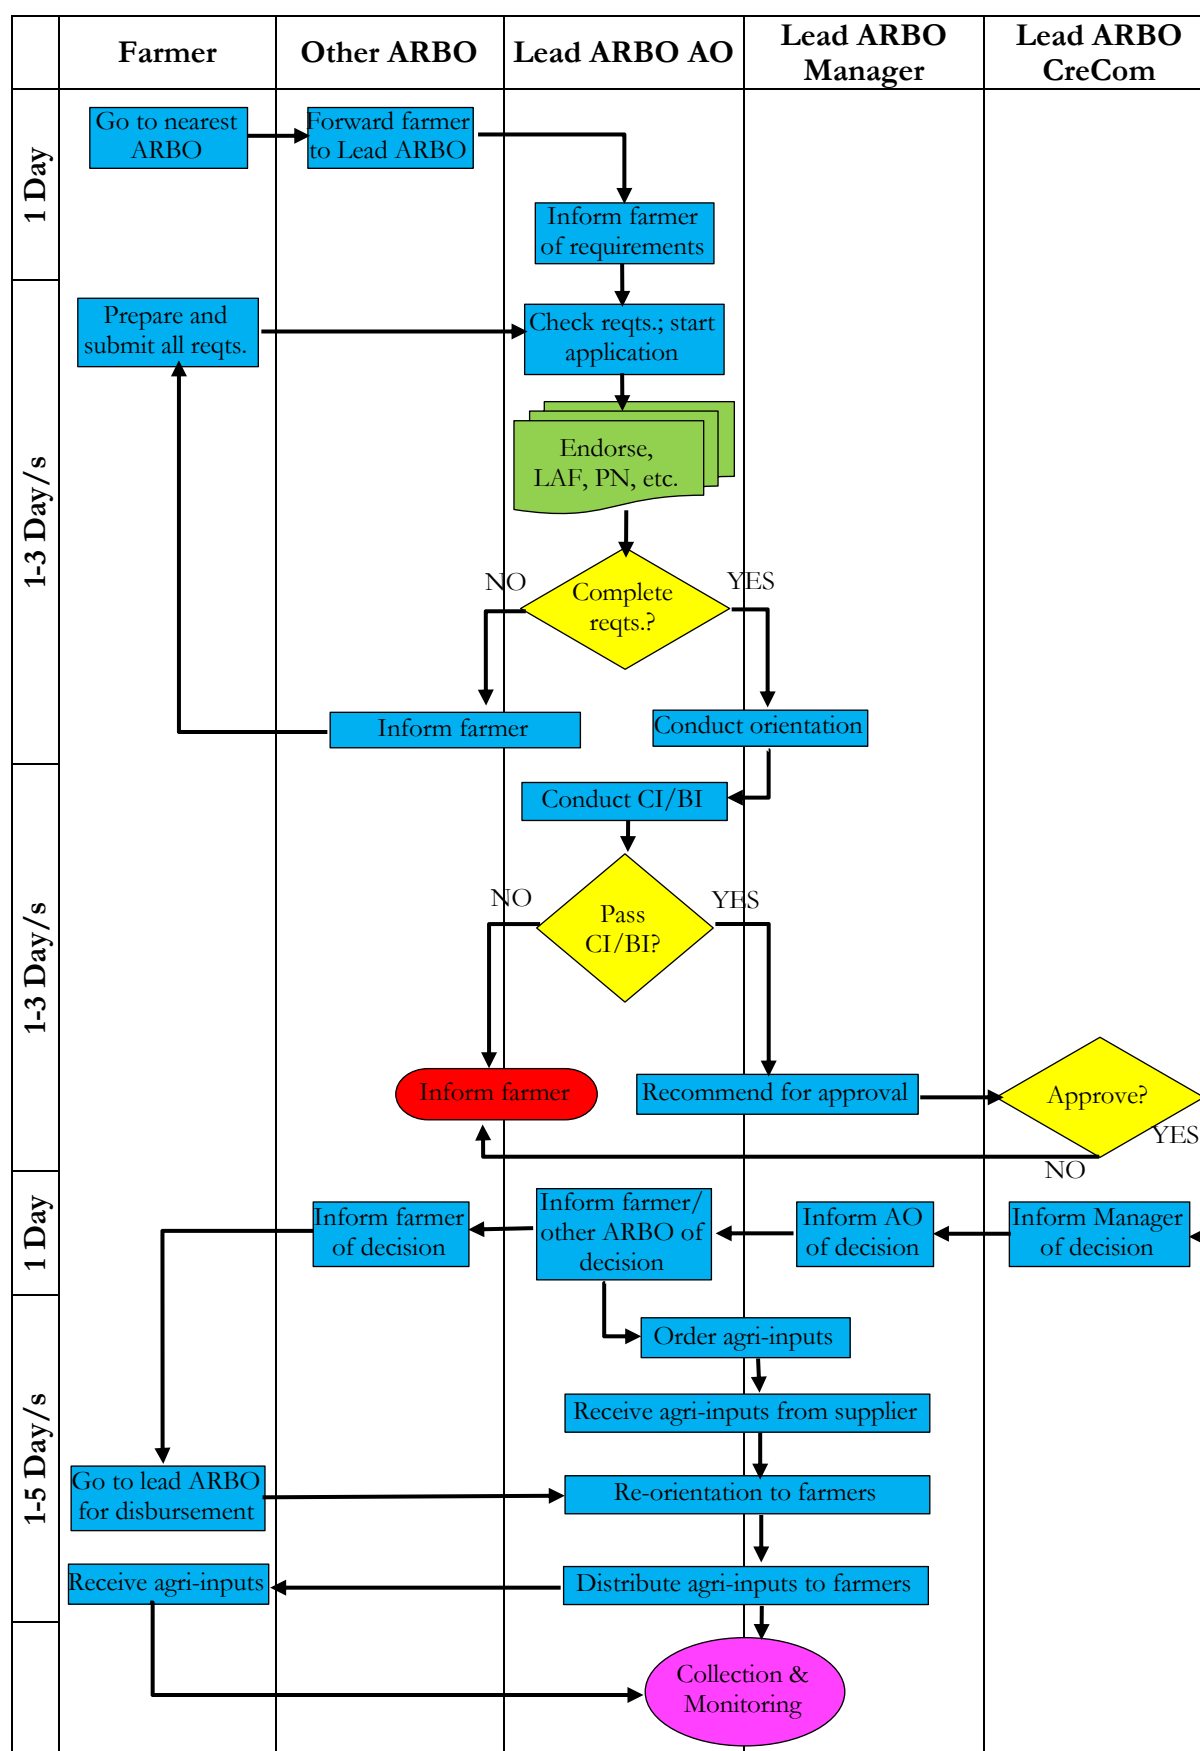 Farmer
Other ARBO
Lead ARBO AO
Lead ARBO
Manager
Lead ARBO
CreCom
1 Day
Go to nearest
ARBO
Forward farmer
to Lead ARBO
Inform farmer
of requirements
1-3 Day/s
Prepare and
submit all reqts.
Check reqts.; start
application
Endorse,
LAF, PN, etc.
NO
Complete
reqts.?
YES
Inform farmer
Conduct orientation
1-3 Day/s
Conduct CI/BI
NO
Pass
CI/BI?
YES
Inform farmer
Recommend for approval
Approve?
YES
NO
1 Day
Inform farmer
of decision
Inform farmer/
other ARBO of
decision
Inform AO
of decision
Inform Manager
of decision
1-5 Day/s
Order agri-inputs
Receive agri-inputs from supplier
Go to lead ARBO
for disbursement
Re-orientation to farmers
Receive agri-inputs
Distribute agri-inputs to farmers
Collection &
Monitoring